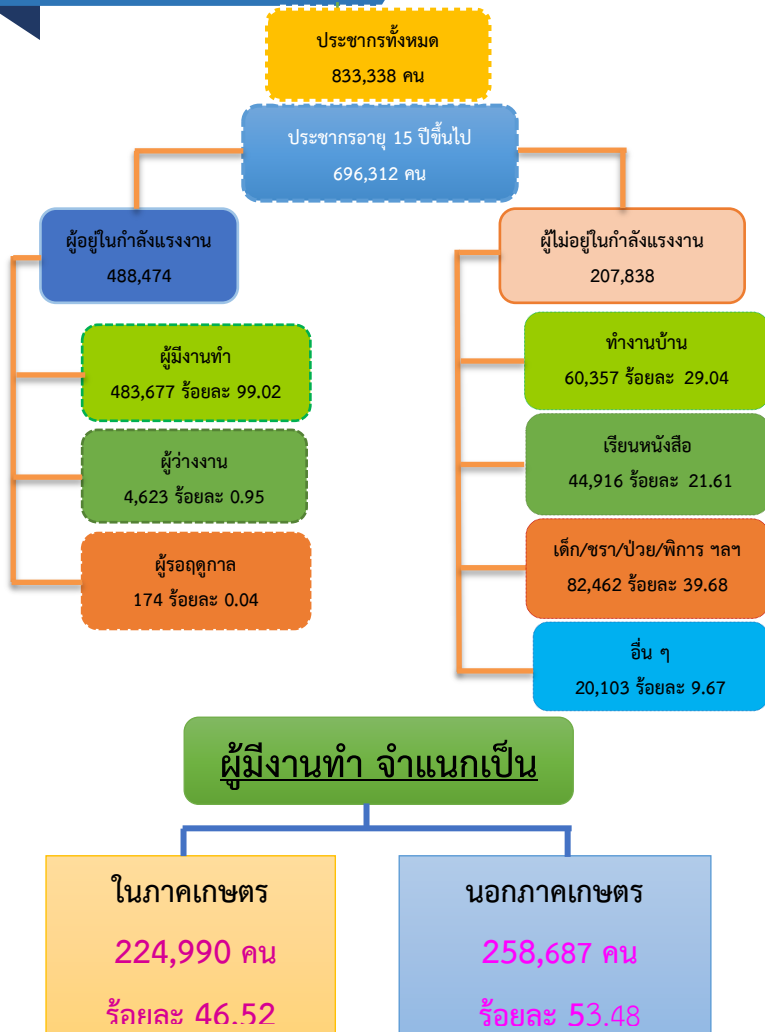 ประชากรทั้งหมด
833,338 คน
ประชากรอายุ 15 ปีขึ้นไป
696,312 คน
ผู้อยู่ในกำลังแรงงาน
488,474
ผู้มีงานทำ
483,677 ร้อยละ 99.02
ผู้ว่างงาน
4,623 ร้อยละ 0.95
ผู้รอฤดูกาล
174 ร้อยละ 0.04
ผู้ไม่อยู่ในกำลังแรงงาน
207,838
ทำงานบ้าน
60,357 ร้อยละ 29.04
เรียนหนังสือ
44,916 ร้อยละ 21.61
เด็ก/ชรา/ป่วย/พิการ ฯลฯ
82,462 ร้อยละ 39.68
อื่น ๆ
20,103 ร้อยละ 9.67
ผู้มีงานทำ จำแนกเป็น
ในภาคเกษตร
224,990 คน
ร้อยละ 46.52
นอกภาคเกษตร
258,687 คน
ร้อยละ 53.48